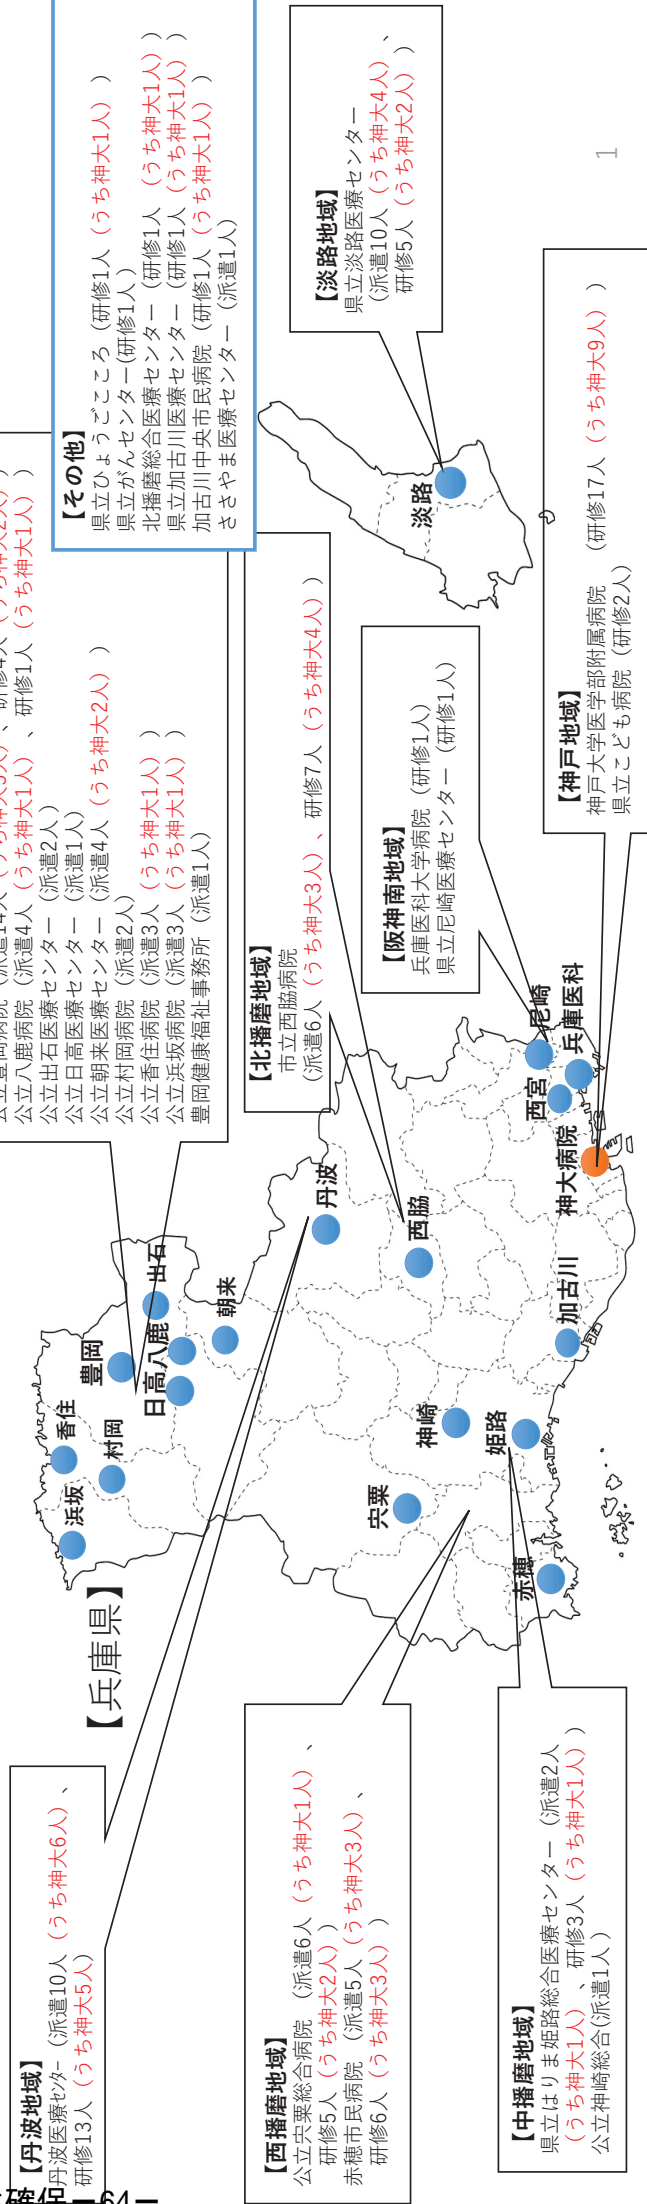 公立豊岡病院（派遣14人（うち神大5人）、研修4人（うち神大2人）
公立八鹿病院（派遣4人（うち神大1人）、研修1人（うち神大1人））
公立出石医療センター（派遣2人）
公立日高医療センター（派遣1人）
公立朝来医療センター（派遣4人（うち神大2人））
公立村岡病院（派遣2人）
公立香住病院（派遣3人（うち神大1人））
公立浜坂病院（派遣3人（うち神大1人））
豊岡健康福祉事務所（派遣1人）
【その他】
県立ひょうごこころ（研修1人（うち神大1人））
県立がんセンター(研修1人）
北播磨総合医療センター（研修1人（うち神大1人））
県立加古川医療センター（研修1人（うち神大1人））
加古川中央市民病院（研修1人（うち神大1人））
ささやま医療センター（派遣1人）
【丹波地域】
丹波医療ｾﾝﾀｰ（派遣10人（うち神大6人）、
研修13人（うち神大5人）
【兵庫県】
【北播磨地域】
市立西脇病院
（派遣6人（うち神大3人）、研修7人（うち神大4人））
【淡路地域】
県立淡路医療センター
（派遣10人（うち神大4人）、
研修5人（うち神大2人））
【阪神南地域】
兵庫医科大学病院（研修1人）
県立尼崎医療センター（研修1人）
【西播磨地域】
公立宍粟総合病院（派遣6人（うち神大1人）、
研修5人（うち神大2人））
赤穂市民病院（派遣5人（うち神大3人）、
研修6人（うち神大3人））
【中播磨地域】
県立はりま姫路総合医療センター（派遣2人
（うち神大1人）、研修3人（うち神大1人））
公立神崎総合(派遣1人）
【神戸地域】
神戸大学医学部附属病院（研修17人（うち神大9人））
県立こども病院（研修2人）
浜坂
香住
村岡
豊岡
日高
八鹿
出石
朝来
丹波
西脇
宍粟
神崎
姫路
赤穂
加古川
神大病院
西宮
尼崎
兵庫医科
淡路
1
確保－64－